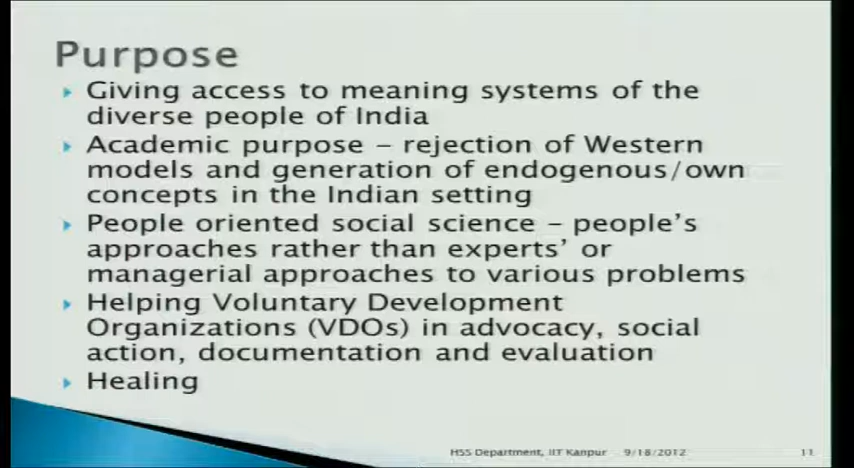 Purpose
Giving access to meaning systems of the
diverse people of India
Academic purpose – rejection of Western
models and generation of endogenous/own
concepts in the Indian setting
People oriented social science – people's
approaches rather than experts' or
managerial approaches to various problems
Helping Voluntary Development
Organizations (VDOs) in advocacy, social
action, documentation and evaluation
Healing
HSS Department, IIT Kanpur 9/18/2012 11